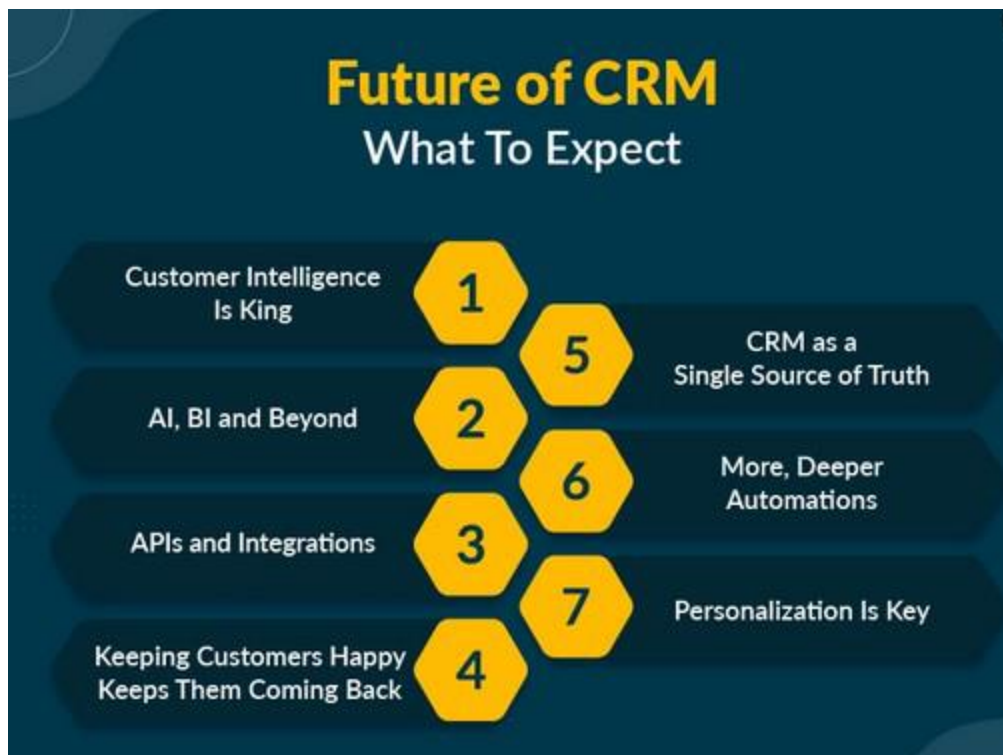 Future of CRM
What To Expect
Customer Intelligence
Is King
1
AI, BI and Beyond
2
APIs and Integrations
3
Keeping Customers Happy
Keeps Them Coming Back
4
5
CRM as a
Single Source of Truth
6
More, Deeper
Automations
7
Personalization Is Key